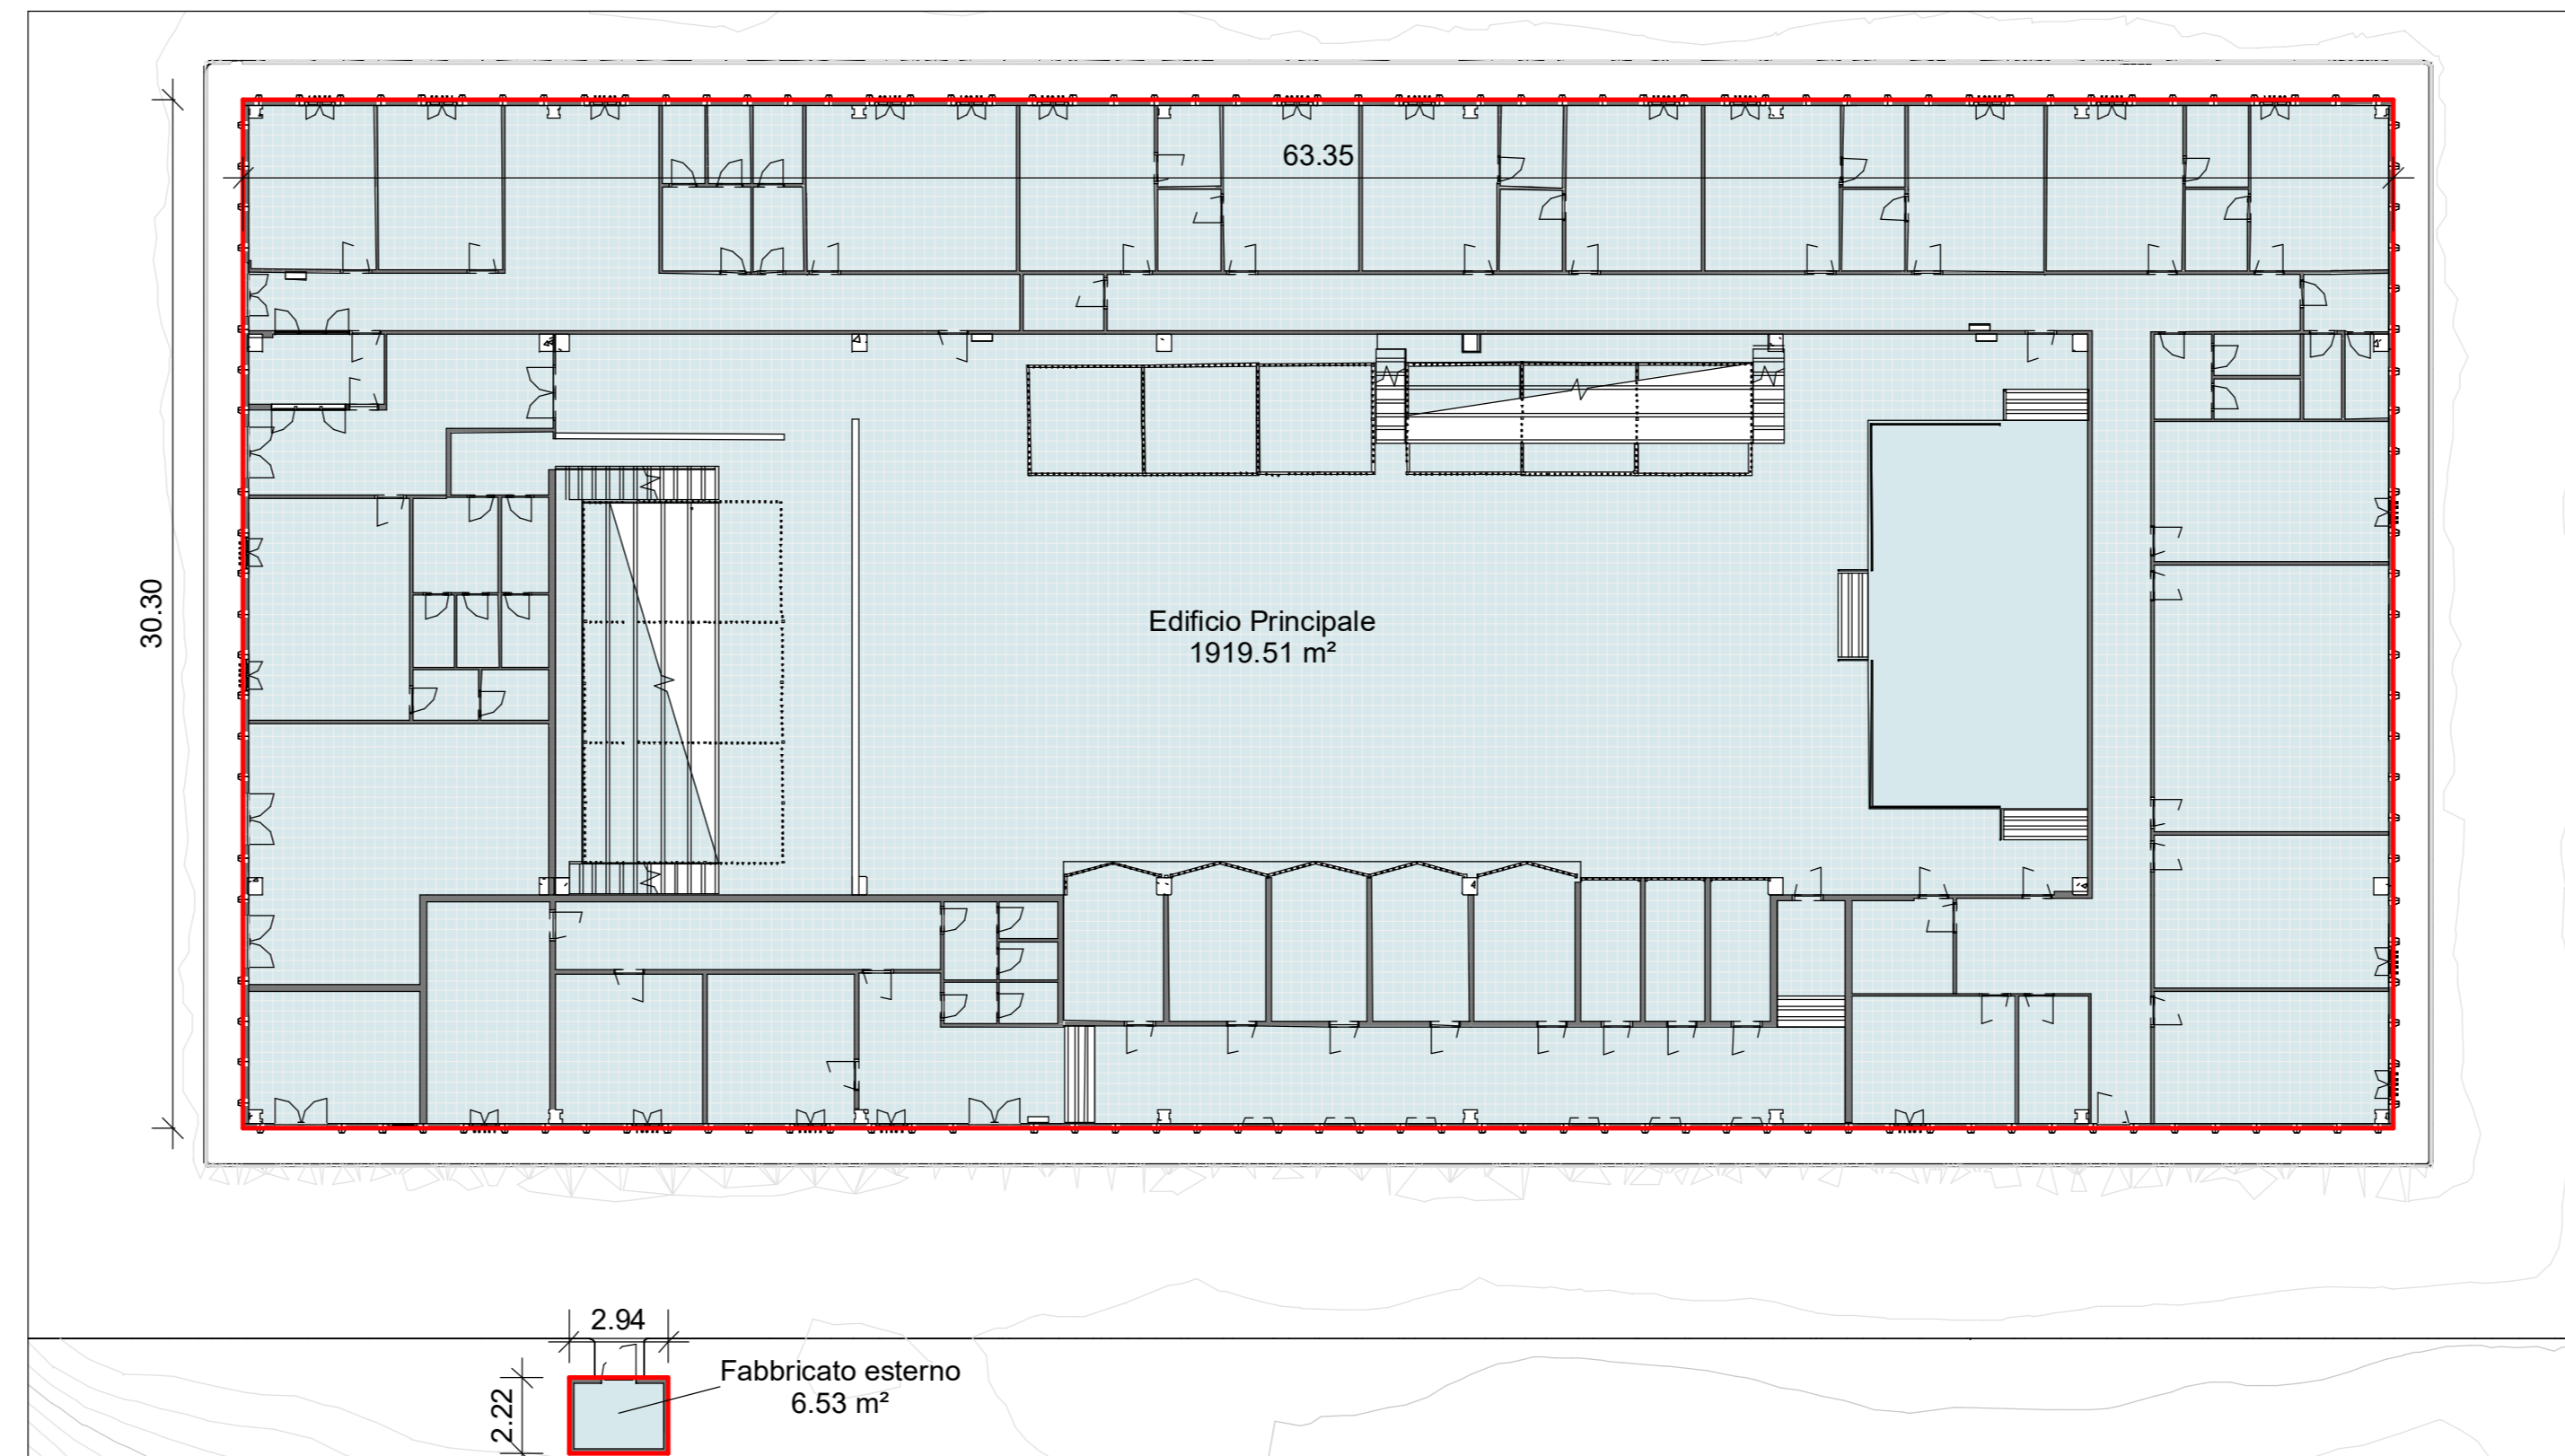 63.35
30.30
Edificio Principale
1919.51 m²
2.94
Fabbricato esterno
6.53 m²
2.22